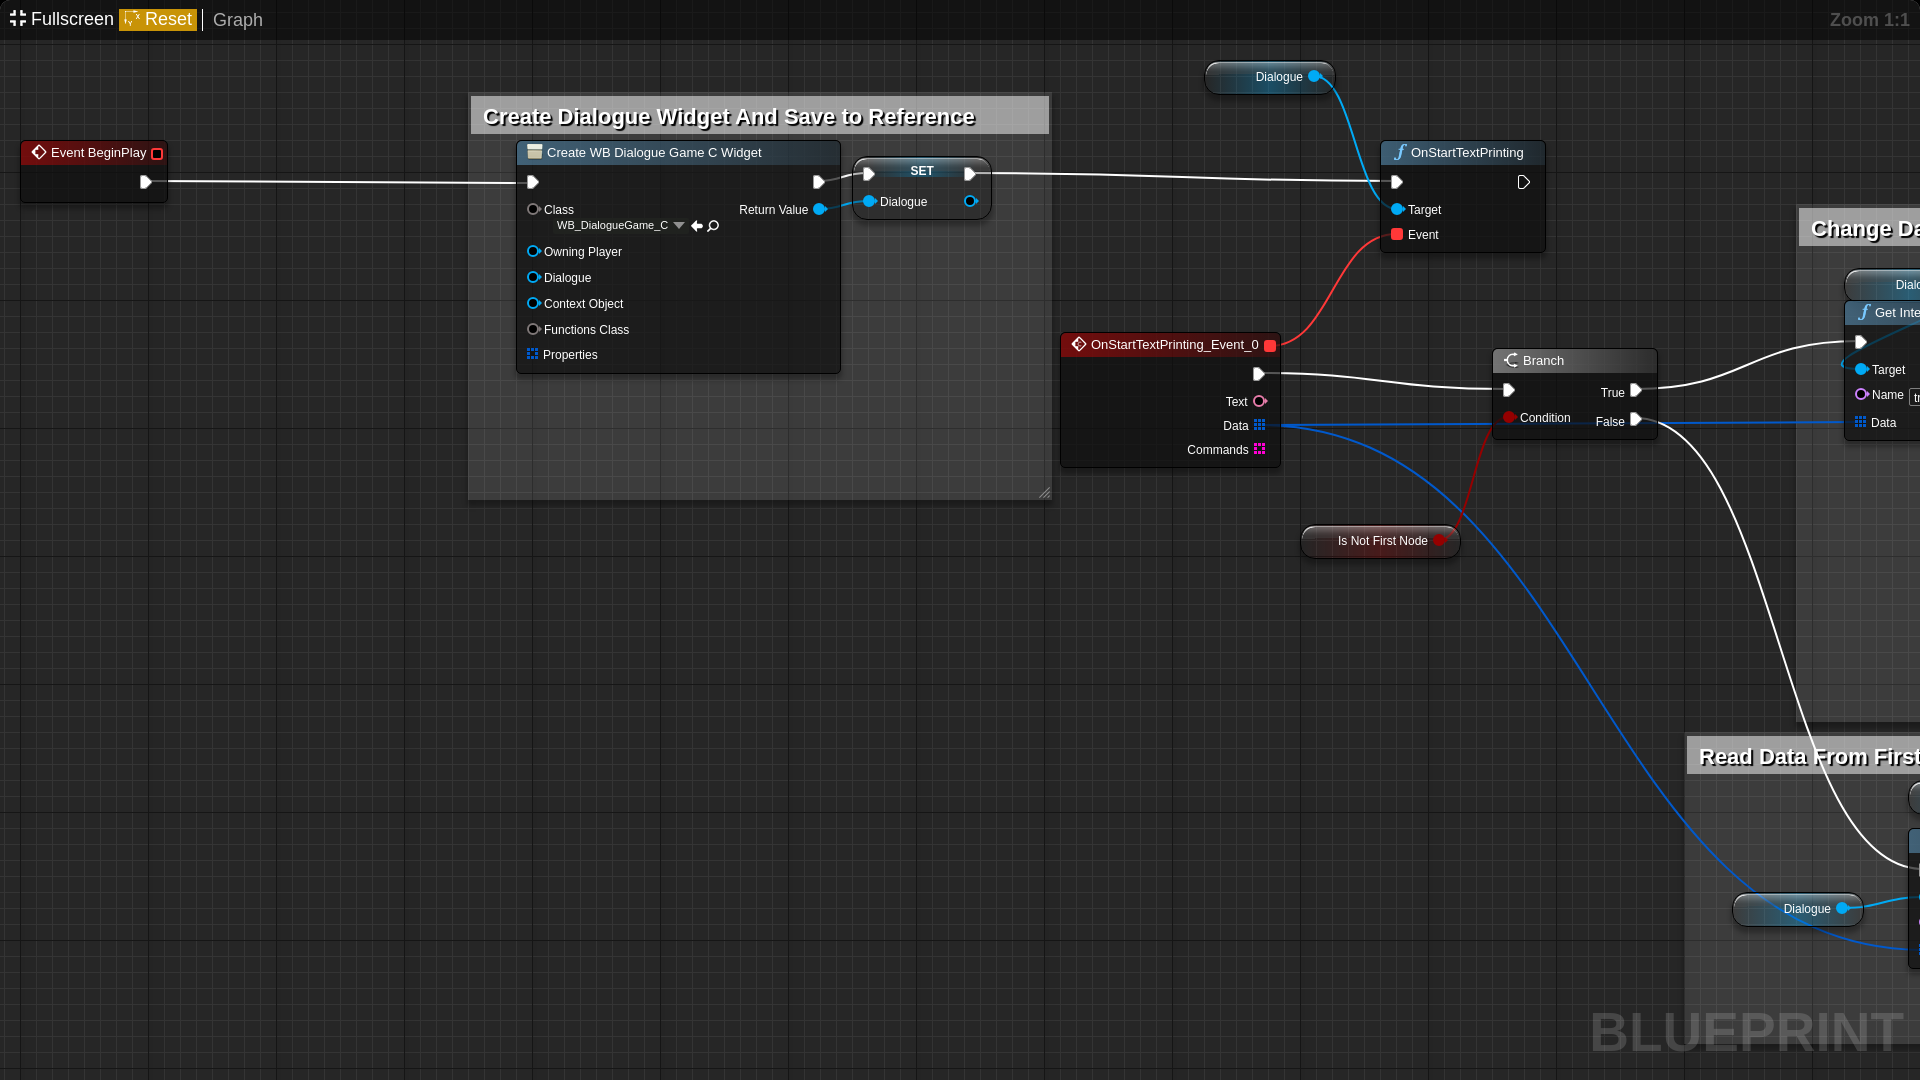 Fullscreen Reset Graph
Zoom 1:1
Dialogue
Create Dialogue Widget And Save to Reference
Event BeginPlay
Create WB Dialogue Game C Widget
Class
WB_DialogueGame_C
Owning Player
Dialogue
Context Object
Functions Class
Properties
Return Value
SET
Dialogue
OnStartTextPrinting
Target
Event
OnStartTextPrinting_Event_0
Text
Data
Commands
Branch
Condition
True
False
Is Not First Node
Change Da
Dialo
Get Inte
Target
Name
Data
Read Data From First
Dialogue
BLUEPRINT